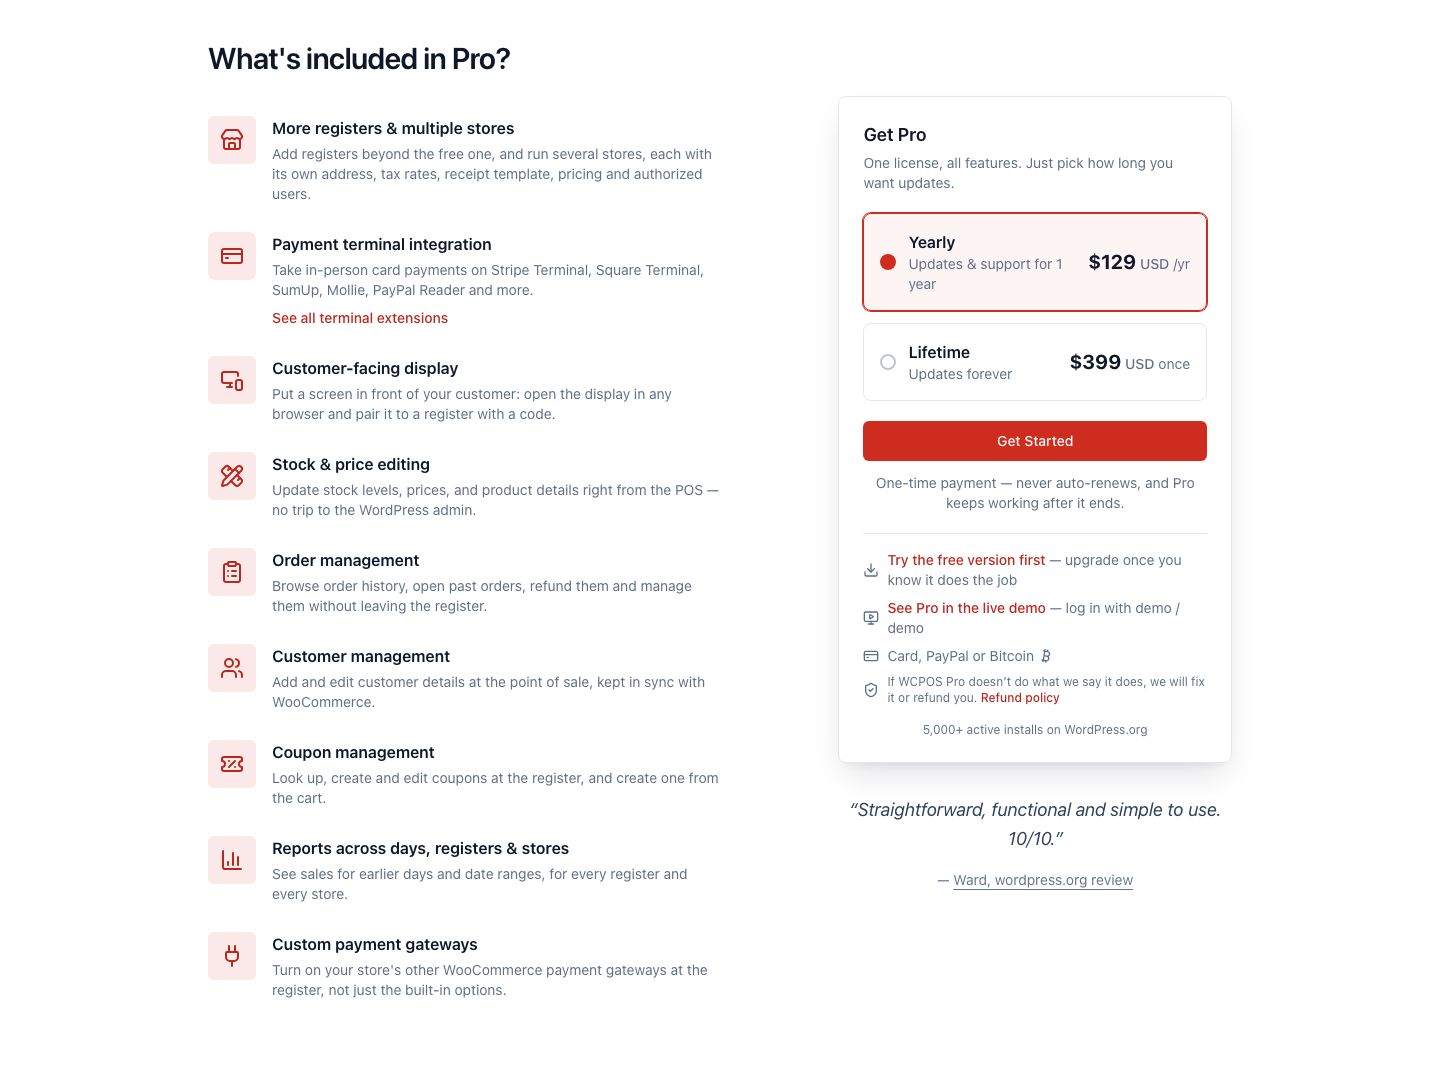 What's included in Pro?
More registers & multiple stores
Add registers beyond the free one, and run several stores, each with
its own address, tax rates, receipt template, pricing and authorized
users.
Payment terminal integration
Take in-person card payments on Stripe Terminal, Square Terminal,
SumUp, Mollie, PayPal Reader and more.
See all terminal extensions
Customer-facing display
Put a screen in front of your customer: open the display in any
browser and pair it to a register with a code.
Stock & price editing
Update stock levels, prices, and product details right from the POS —
no trip to the WordPress admin.
Order management
Browse order history, open past orders, refund them and manage
them without leaving the register.
Customer management
Add and edit customer details at the point of sale, kept in sync with
WooCommerce.
Coupon management
Look up, create and edit coupons at the register, and create one from
the cart.
Reports across days, registers & stores
See sales for earlier days and date ranges, for every register and
every store.
Custom payment gateways
Turn on your store's other WooCommerce payment gateways at the
register, not just the built-in options.
Get Pro
One license, all features. Just pick how long you
want updates.
Yearly
Updates & support for 1
year
$129 USD /yr
Lifetime
Updates forever
$399 USD once
Get Started
One-time payment — never auto-renews, and Pro
keeps working after it ends.
Try the free version first — upgrade once you
know it does the job
See Pro in the live demo — log in with demo /
demo
Card, PayPal or Bitcoin ₿
If WCPOS Pro doesn’t do what we say it does, we will fix
it or refund you. Refund policy
5,000+ active installs on WordPress.org
“Straightforward, functional and simple to use.
10/10.”
— Ward, wordpress.org review